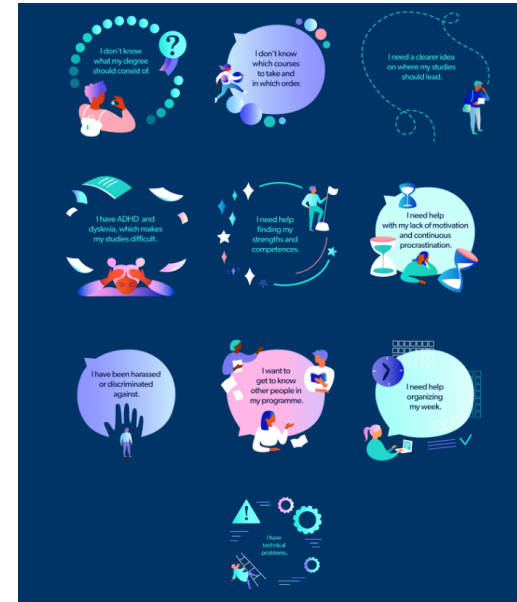 I don't know
what my degree
should consist of.
?
I don't know
which courses
to take and
in which order.
I need a clearer idea
on where my studies
should lead.
I have ADHD and
dyslexia, which makes
my studies difficult.
I need help
finding my
strengths and
competences.
I need help
with my lack of motivation
and continuous
procrastination.
I have been harassed
or discriminated
against.
I want to
get to know
other people in
my programme.
I need help
organizing
my week.
!
I have
technical
problems.